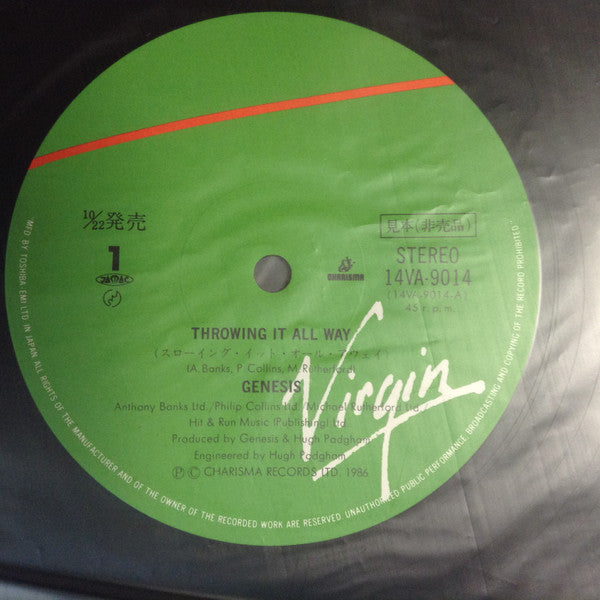 10/22発売
見本(非売品)
1
STEREO
JASRAC
CHARISMA
14VA-9014
(14VA-9014-A)
45 r.p.m.
THROWING IT ALL WAY
(スローイング・イット・オール・アウェイ)
(A. Banks, P. Collins, M. Rutherford)
GENESIS
Virgin
Anthony Banks Ltd./Philip Collins Ltd./Michael Rutherford Ltd./
Hit & Run Music (Publishing) Ltd.
Produced by Genesis & Hugh Padgham
Engineered by Hugh Padgham
Ⓟ © CHARISMA RECORDS LTD. 1986
MFD BY TOSHIBA EMI LTD. IN JAPAN ALL RIGHTS OF THE MANUFACTURER AND OF THE OWNER OF THE RECORDED WORK ARE RESERVED. UNAUTHORIZED PUBLIC PERFORMANCE BROADCASTING AND COPYING OF THE RECORD PROHIBITED.